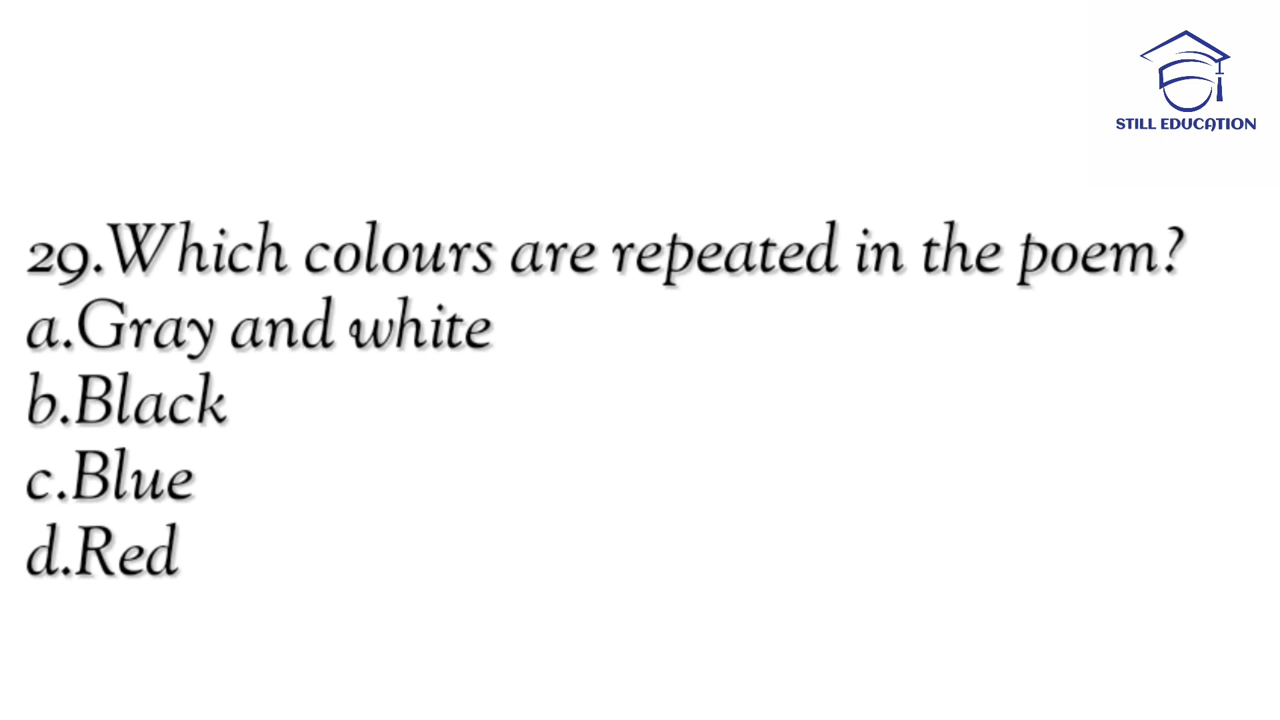 STILL EDUCATION
29.Which colours are repeated in the poem?
a.Gray and white
b.Black
c.Blue
d.Red